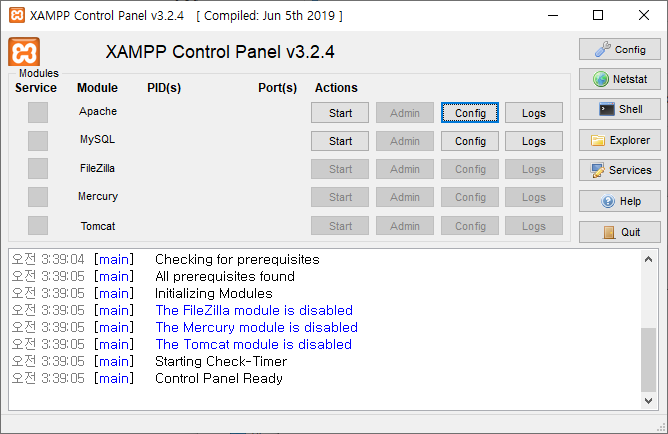 XAMPP Control Panel v3.2.4 [ Compiled: Jun 5th 2019 ]
XAMPP Control Panel v3.2.4
Config
Modules
Service Module PID(s) Port(s) Actions
Netstat
Apache Start Admin Config Logs
Shell
MySQL Start Admin Config Logs
Explorer
FileZilla Start Admin Config Logs
Services
Mercury Start Admin Config Logs
Help
Tomcat Start Admin Config Logs
Quit
오전 3:39:04 [main] Checking for prerequisites
오전 3:39:05 [main] All prerequisites found
오전 3:39:05 [main] Initializing Modules
오전 3:39:05 [main] The FileZilla module is disabled
오전 3:39:05 [main] The Mercury module is disabled
오전 3:39:05 [main] The Tomcat module is disabled
오전 3:39:05 [main] Starting Check-Timer
오전 3:39:05 [main] Control Panel Ready